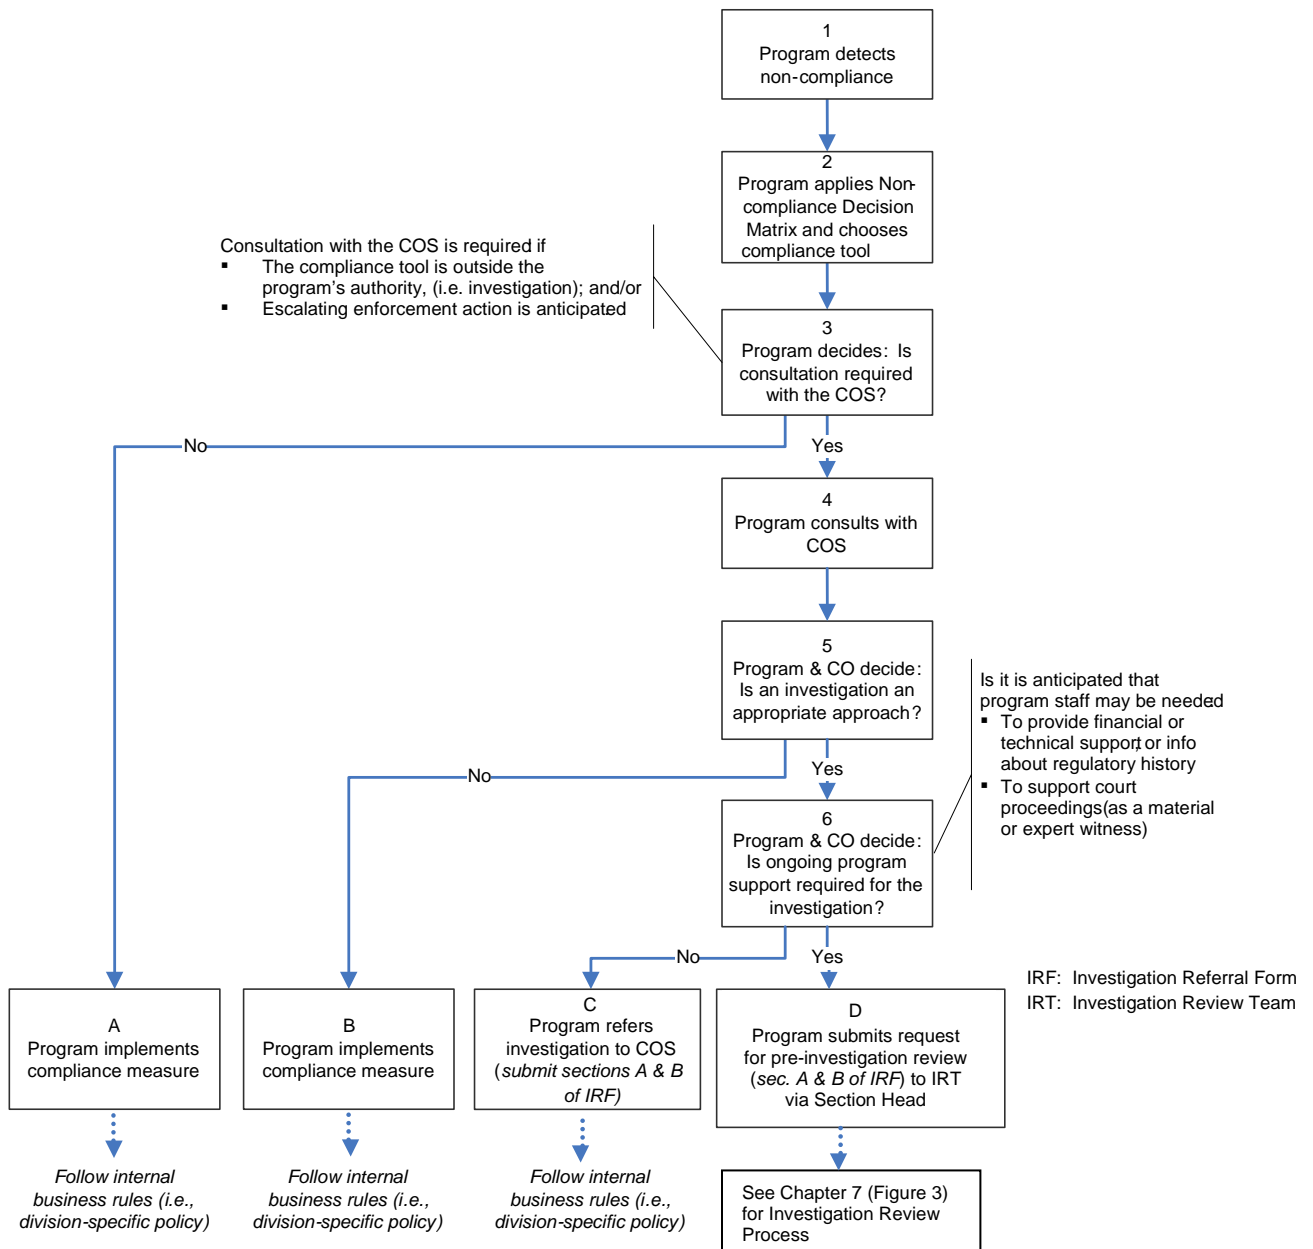 1
Program detects
non-compliance
2
Program applies Non-
compliance Decision
Matrix and chooses
compliance tool
Consultation with the COS is required if
▪ The compliance tool is outside the
program's authority, (i.e. investigation); and/or
▪ Escalating enforcement action is anticipated.
3
Program decides: Is
consultation required
with the COS?
No
Yes
4
Program consults with
COS
5
Program & CO decide:
Is an investigation an
appropriate approach?
Is it is anticipated that
program staff may be needed:
▪ To provide financial or
technical support; or info
about regulatory history
▪ To support court
proceedings(as a material
or expert witness)
No
Yes
6
Program & CO decide:
Is ongoing program
support required for the
investigation?
No
Yes
IRF: Investigation Referral Form
IRT: Investigation Review Team
A
Program implements
compliance measure
B
Program implements
compliance measure
C
Program refers
investigation to COS
(submit sections A & B
of IRF)
D
Program submits request
for pre-investigation review
(sec. A & B of IRF) to IRT
via Section Head
Follow internal
business rules (i.e.,
division-specific policy)
Follow internal
business rules (i.e.,
division-specific policy)
Follow internal
business rules (i.e.,
division-specific policy)
See Chapter 7 (Figure 3)
for Investigation Review
Process